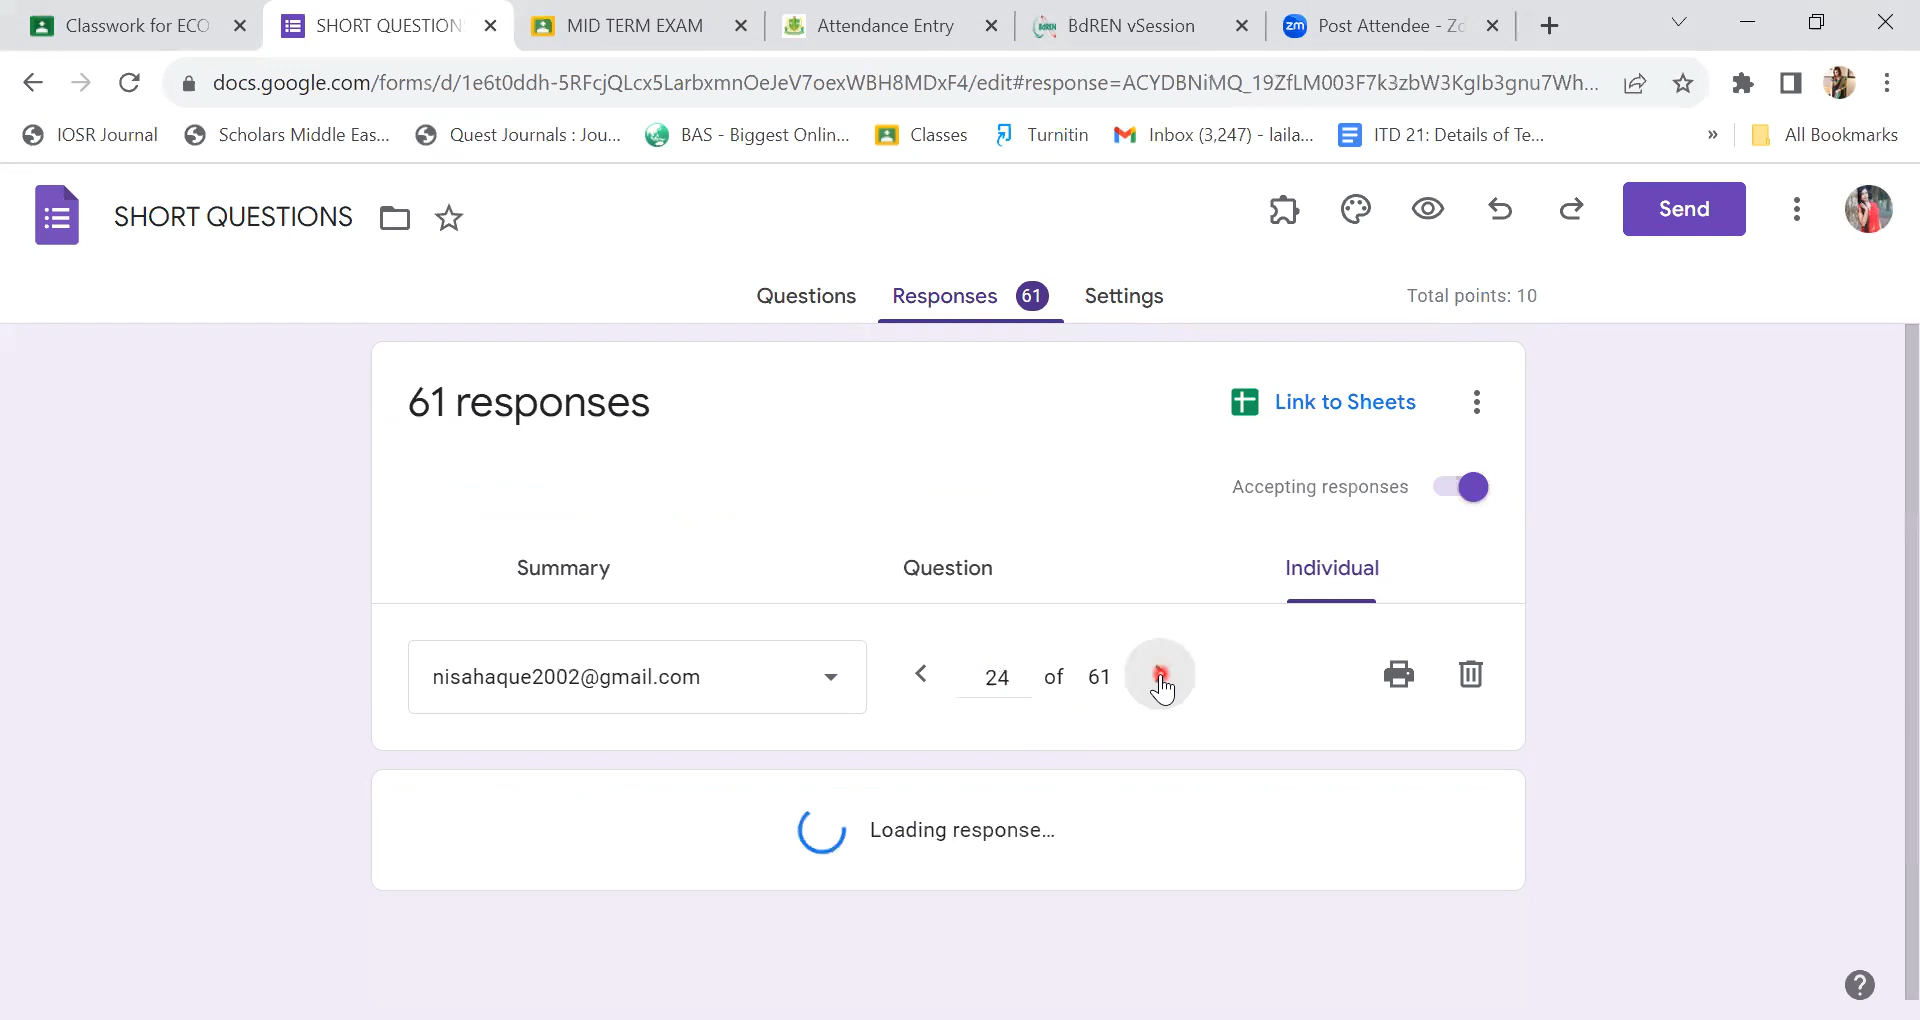 Classwork for ECO
SHORT QUESTION
MID TERM EXAM
Attendance Entry
BdREN vSession
zm Post Attendee - Zo
docs.google.com/forms/d/1e6t0ddh-5RFcjQLcx5LarbxmnOeJeV7oexWBH8MDxF4/edit#response=ACYDBNiMQ_19ZfLM003F7k3zbW3KgIb3gnu7Wh...
IOSR Journal
Scholars Middle Eas...
Quest Journals : Jou...
BAS - Biggest Onlin...
Classes
Turnitin
Inbox (3,247) - laila...
ITD 21: Details of Te...
»
All Bookmarks
SHORT QUESTIONS
Send
Questions
Responses 61
Settings
Total points: 10
61 responses
Link to Sheets
Accepting responses
Summary
Question
Individual
nisahaque2002@gmail.com
24 of 61
Loading response...